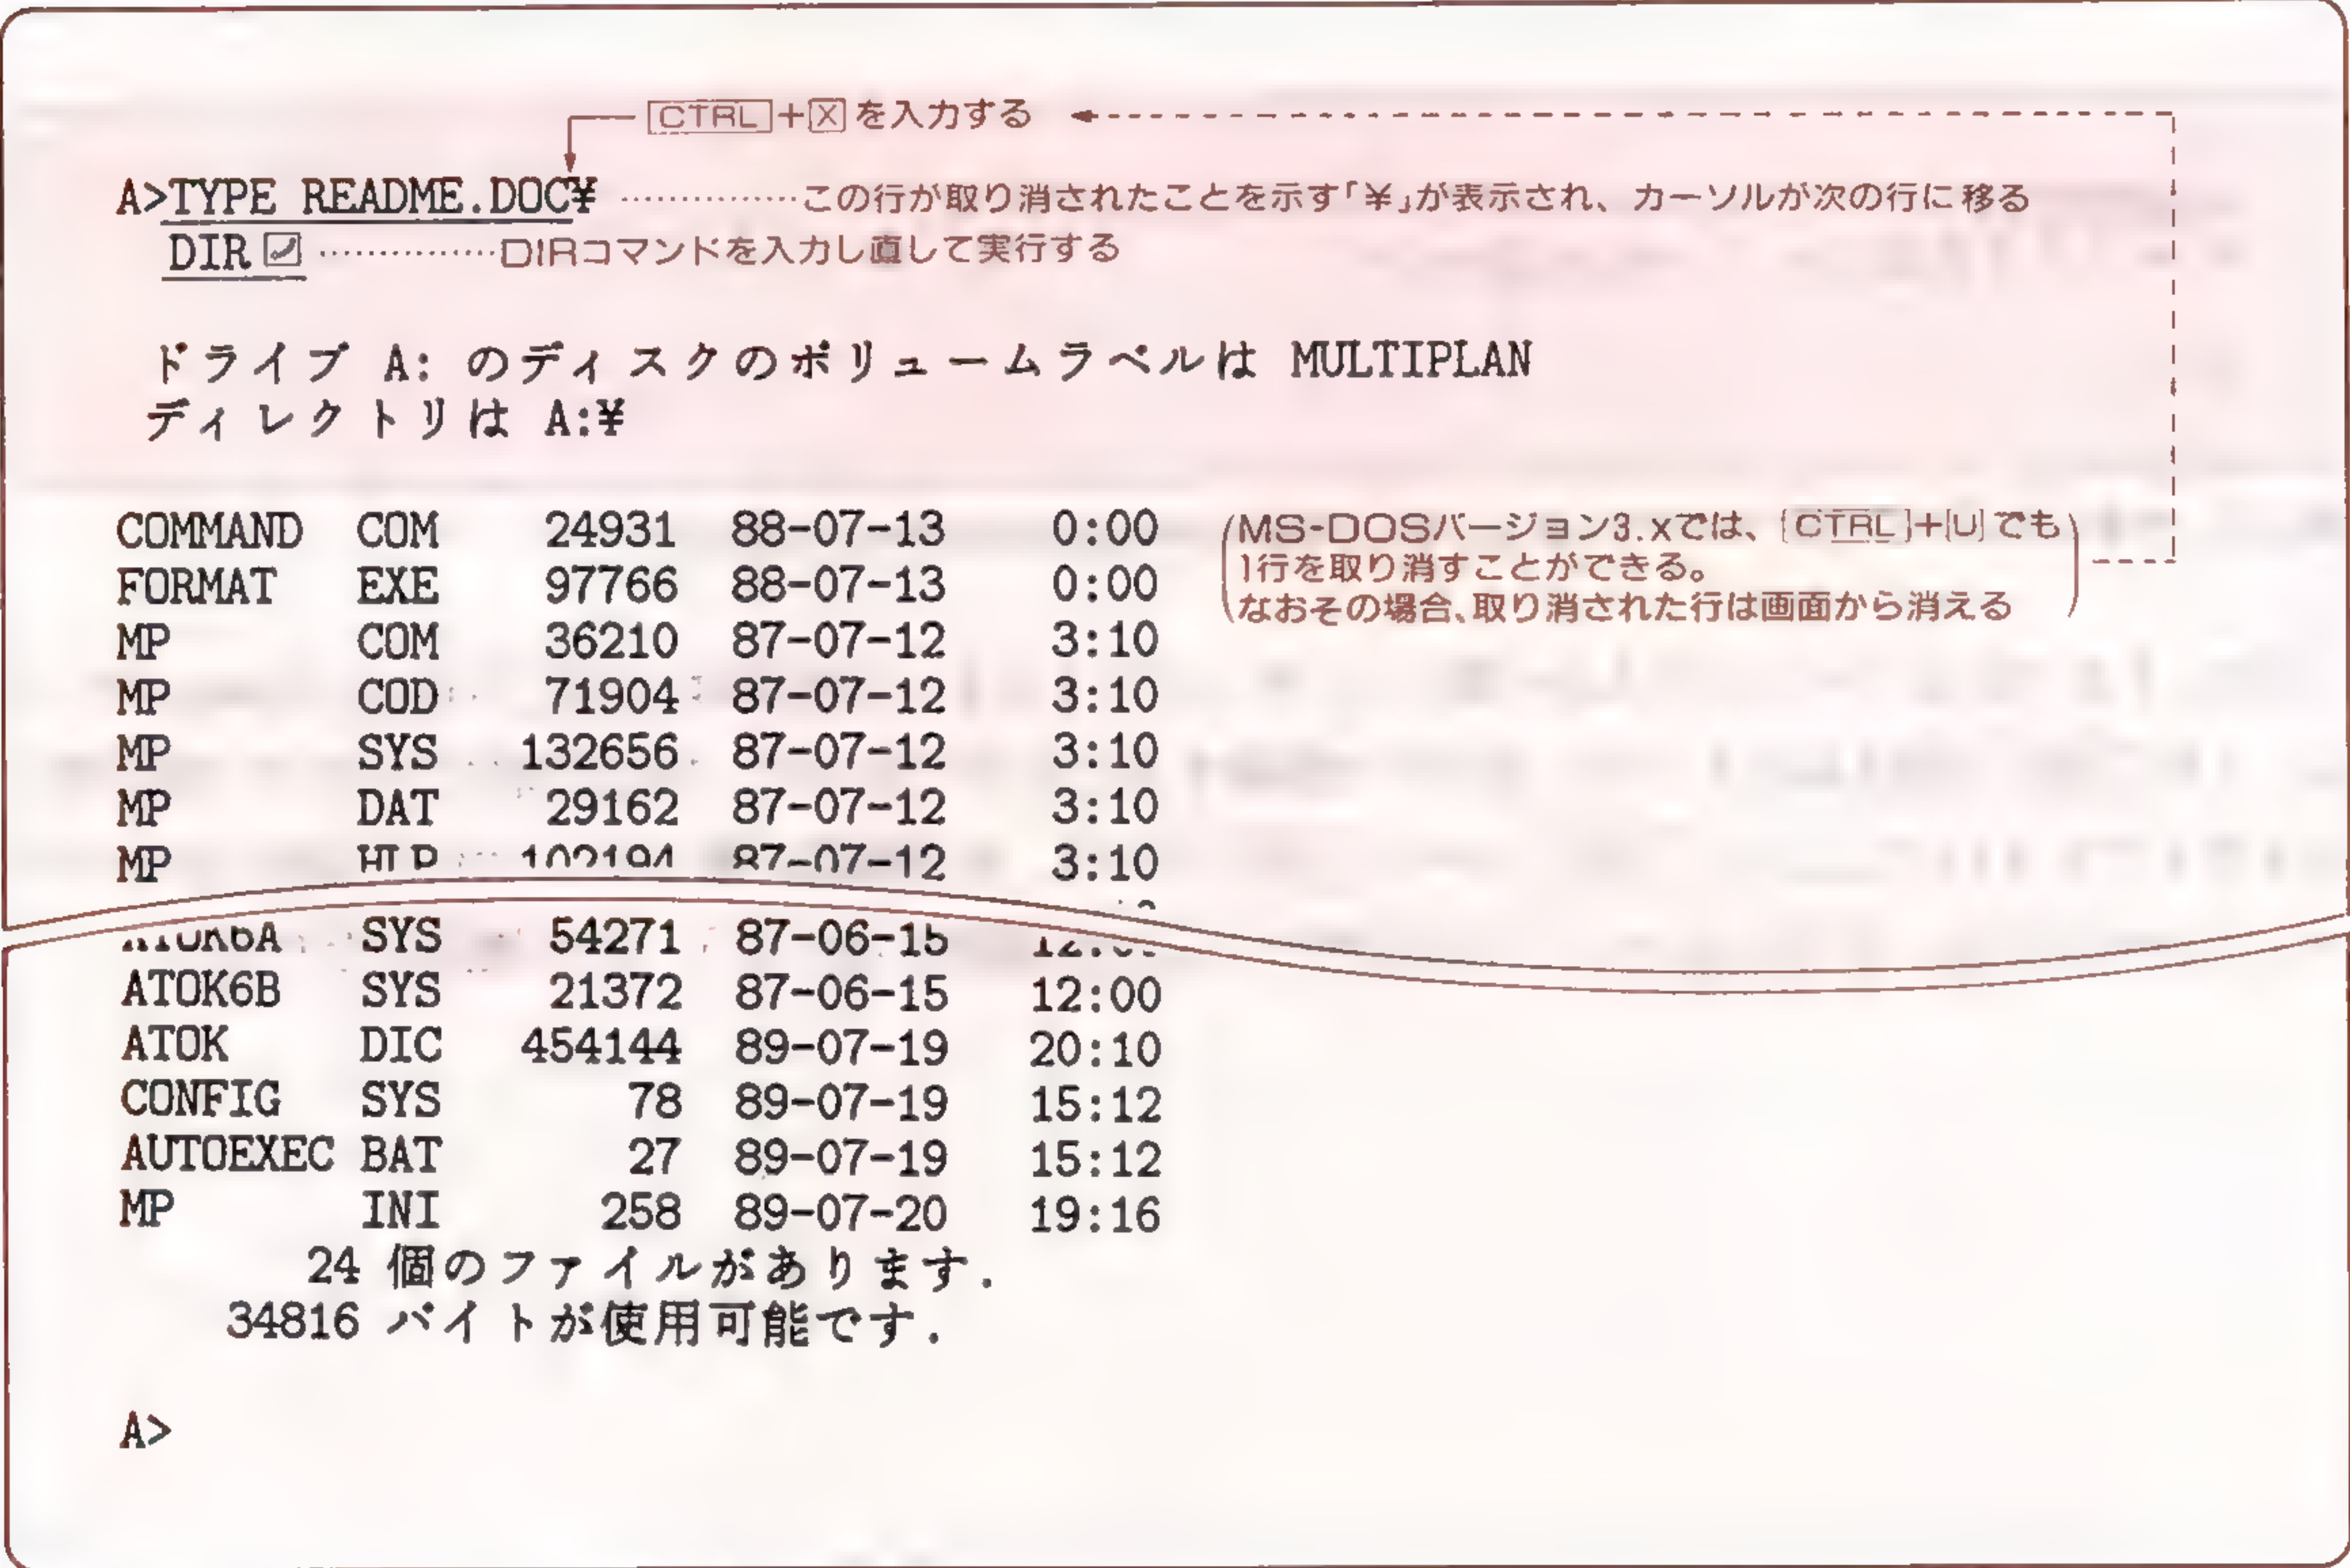 CTRL+Xを入力する
A>TYPE README.DOC¥ ……………この行が取り消されたことを示す「¥」が表示され、カーソルが次の行に移る
DIR ……………DIRコマンドを入力し直して実行する
ドライブ A: のディスクのボリュームラベルは MULTIPLAN
ディレクトリは A:¥
COMMAND COM 24931 88-07-13 0:00
FORMAT EXE 97766 88-07-13 0:00
MP COM 36210 87-07-12 3:10
MP COD 71904 87-07-12 3:10
MP SYS 132656 87-07-12 3:10
MP DAT 29162 87-07-12 3:10
MP HLP 87-07-12 3:10
(MS-DOSバージョン3.xでは、[CTRL]+[U]でも
1行を取り消すことができる。
なおその場合、取り消された行は画面から消える)
SYS 54271 87-06-15
ATOK6B SYS 21372 87-06-15 12:00
ATOK DIC 454144 89-07-19 20:10
CONFIG SYS 78 89-07-19 15:12
AUTOEXEC BAT 27 89-07-19 15:12
MP INI 258 89-07-20 19:16
24 個のファイルがあります.
34816 バイトが使用可能です.
A>